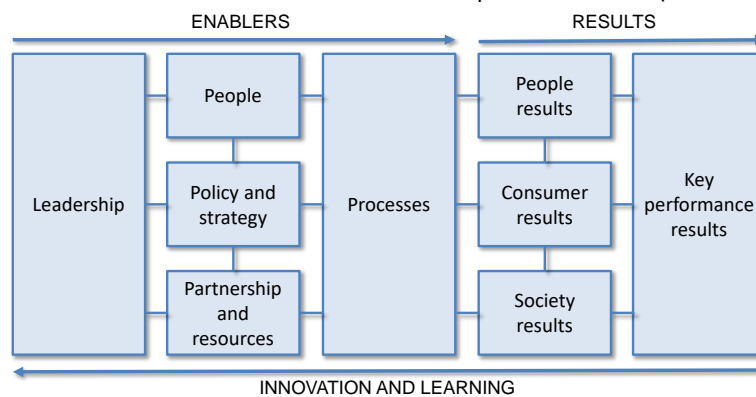 ENABLERS
RESULTS
Leadership
People
Policy and
strategy
Partnership
and
resources
Processes
People
results
Consumer
results
Society
results
Key
performance
results
INNOVATION AND LEARNING